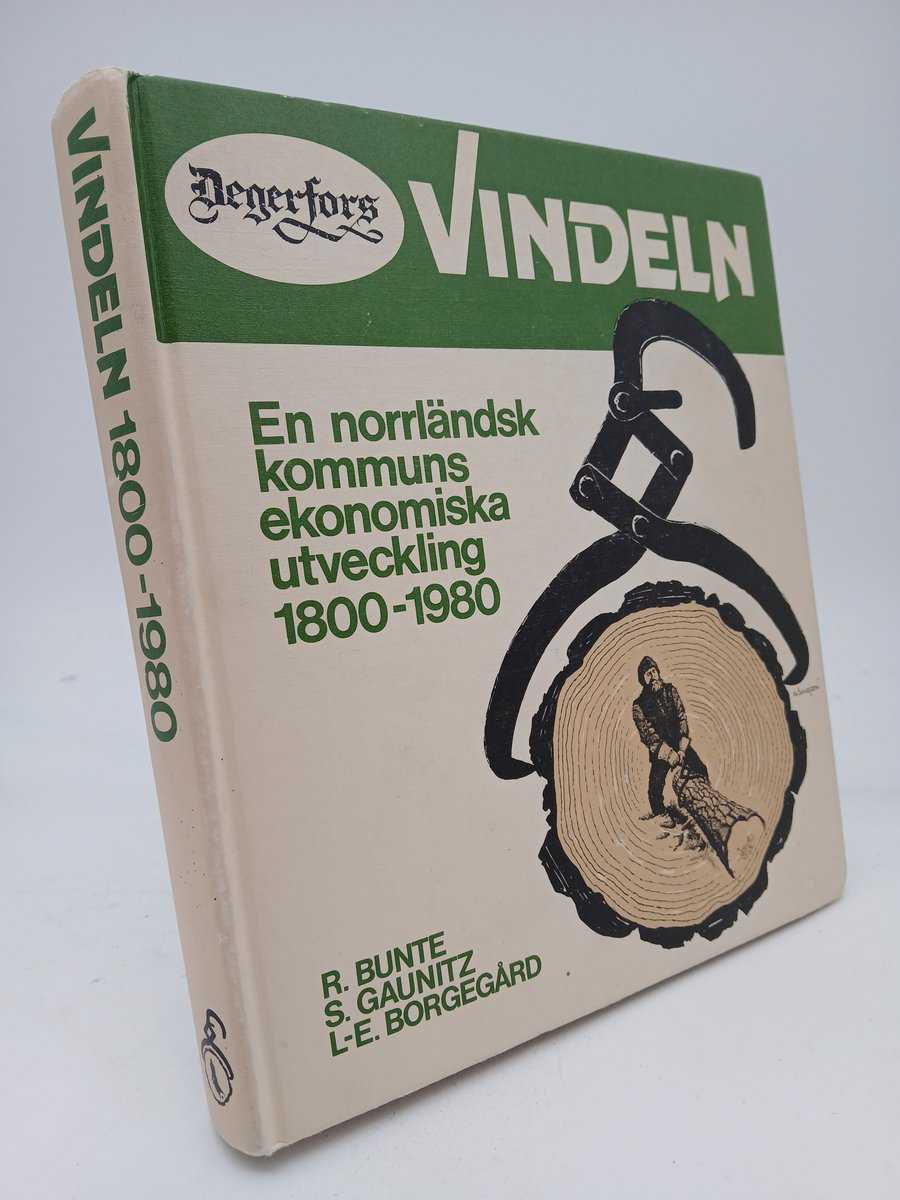 VINDELN 1800-1980
Degerfors
VINDELN
En norrländsk
kommuns
ekonomiska
utveckling
1800-1980
R. BUNTE
S. GAUNITZ
L-E. BORGEGÅRD